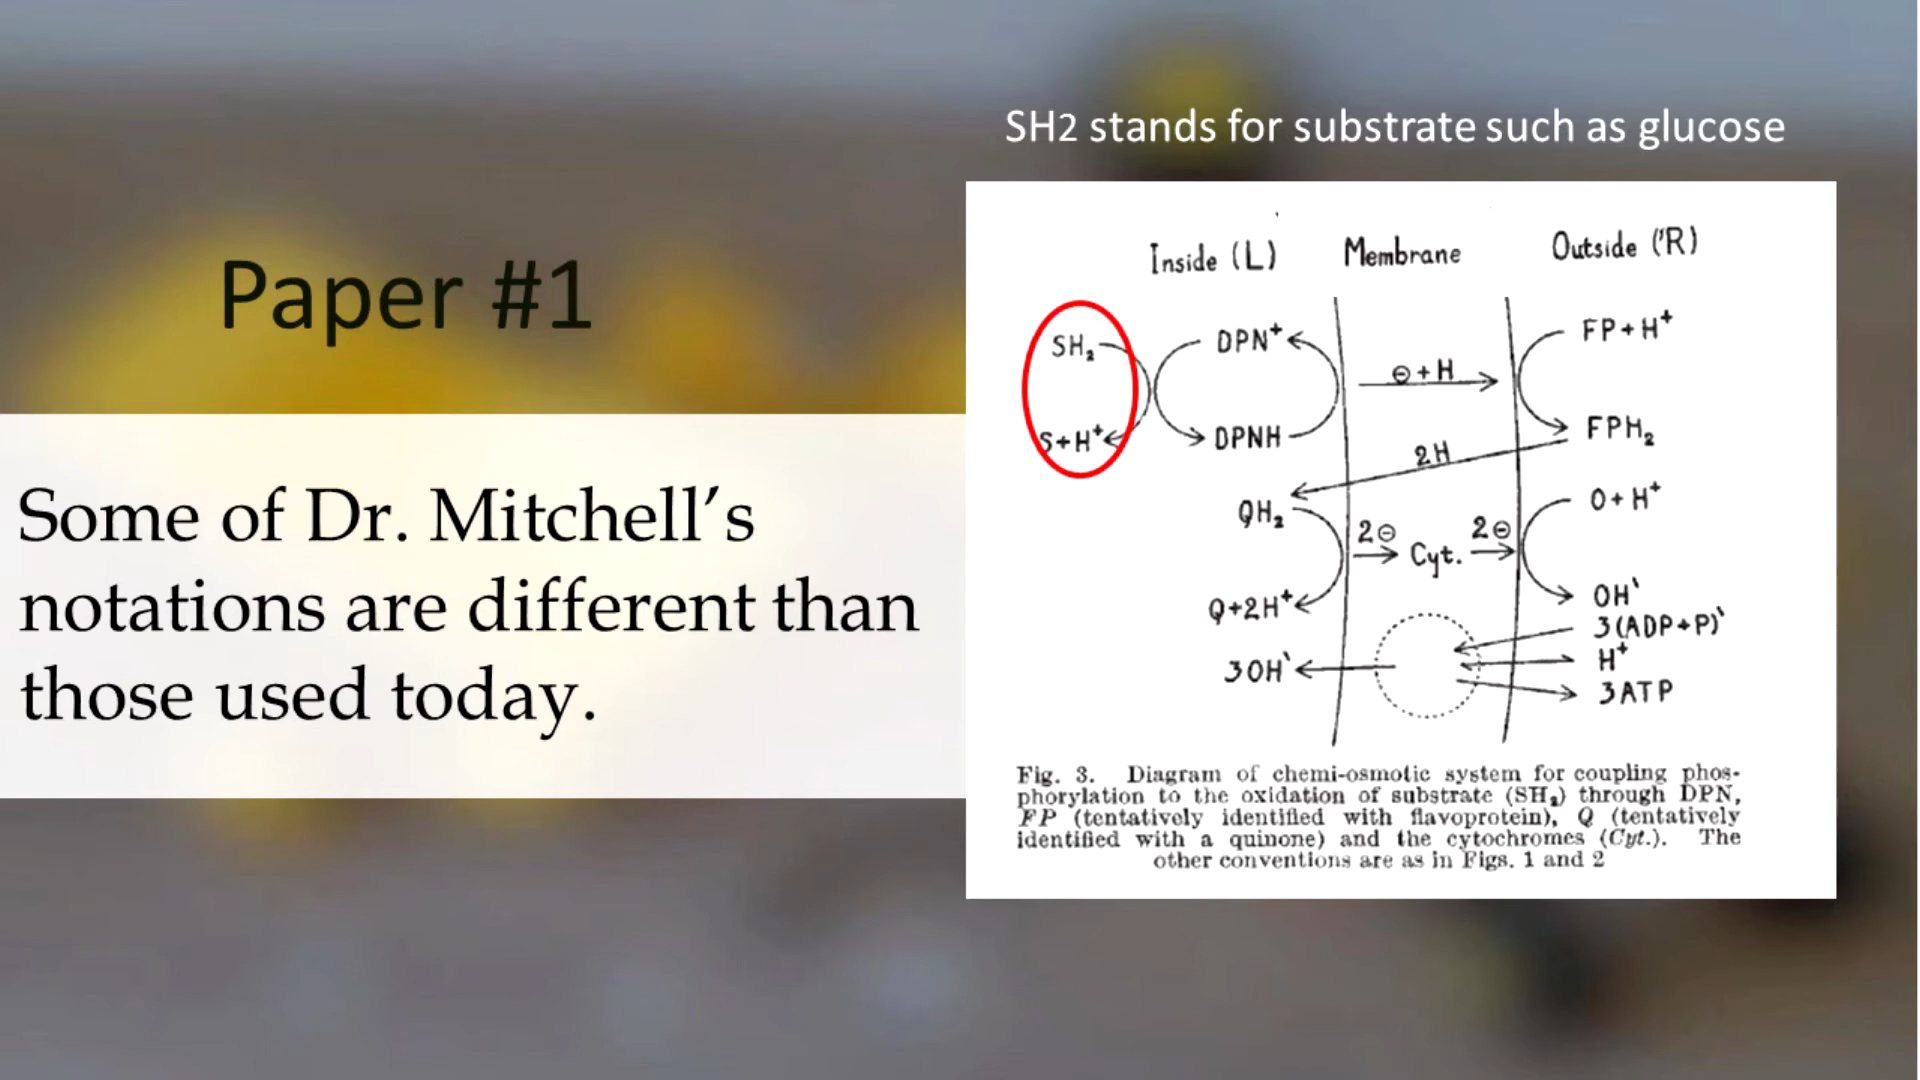 SH2 stands for substrate such as glucose
Paper #1
Some of Dr. Mitchell’s
notations are different than
those used today.
Inside (L) Membrane Outside ('R)
SH₂ DPN⁺ ⊖+H FP+H⁺
S+H⁺ DPNH FPH₂
2H
QH₂ O+H⁺
2⊖ Cyt. 2⊖
Q+2H⁺ OH'
3(ADP+P)'
3OH' H⁺
3ATP
Fig. 3. Diagram of chemi-osmotic system for coupling phos-
phorylation to the oxidation of substrate (SH₂) through DPN,
FP (tentatively identified with flavoprotein), Q (tentatively
identified with a quinone) and the cytochromes (Cyt.). The
other conventions are as in Figs. 1 and 2